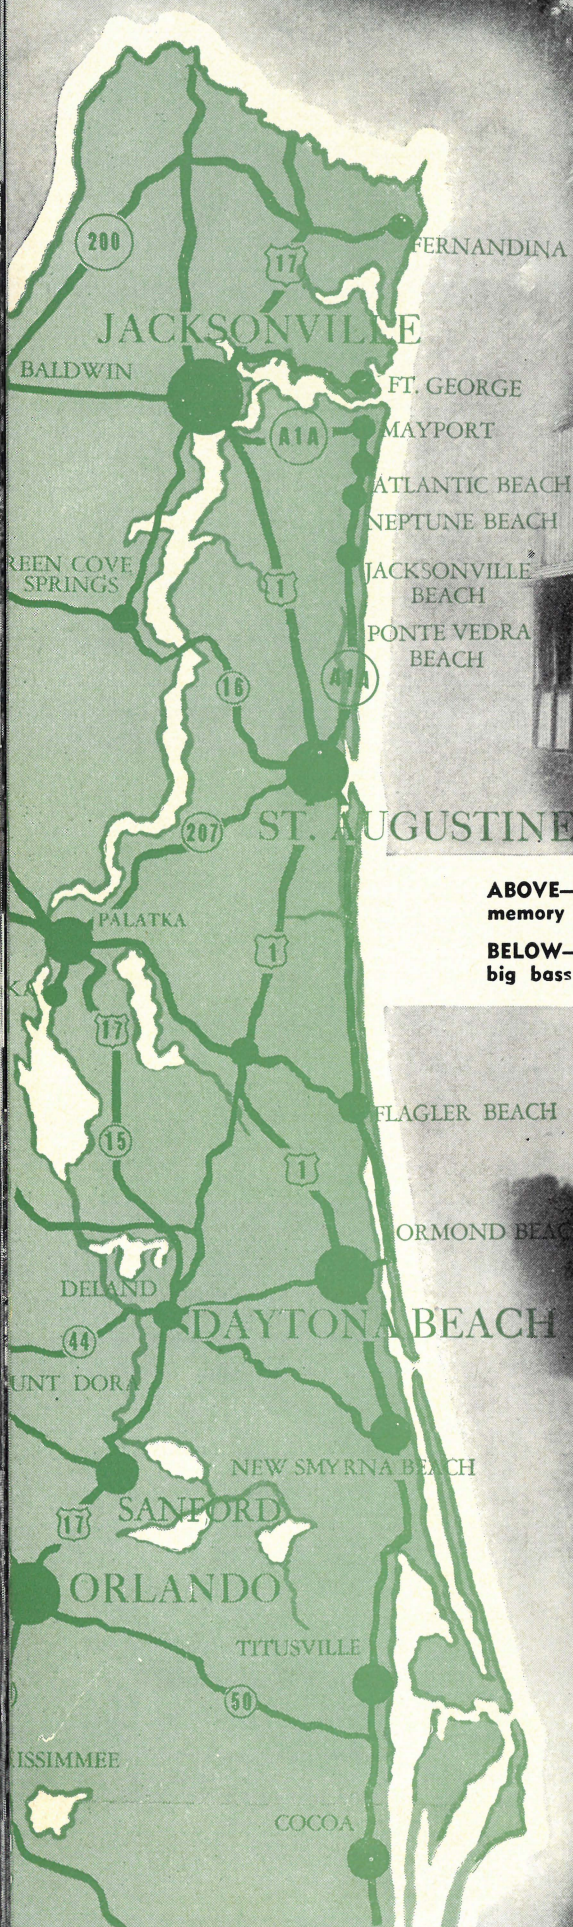 200
FERNANDINA
17
JACKSONVILLE
BALDWIN
FT. GEORGE
A1A
MAYPORT
ATLANTIC BEACH
NEPTUNE BEACH
REEN COVE
SPRINGS
1
JACKSONVILLE
BEACH
PONTE VEDRA
BEACH
16
A1A
207
ST. AUGUSTINE
ABOVE—
memory
BELOW—
big bass
PALATKA
1
KA
17
FLAGLER BEACH
15
1
ORMOND BEAC
DELAND
DAYTONA BEACH
44
UNT DORA
NEW SMYRNA BEACH
SANFORD
17
ORLANDO
TITUSVILLE
50
ISSIMMEE
COCOA